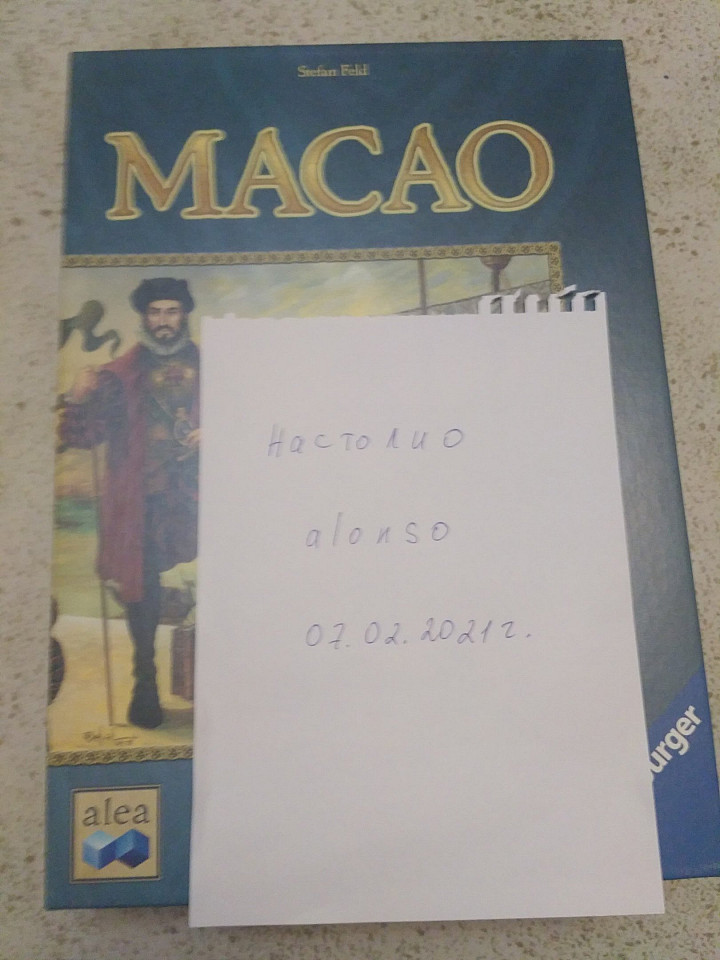 Stefan Feld
MACAO
Настолио
alonso
07.02.2021г.
burger
alea